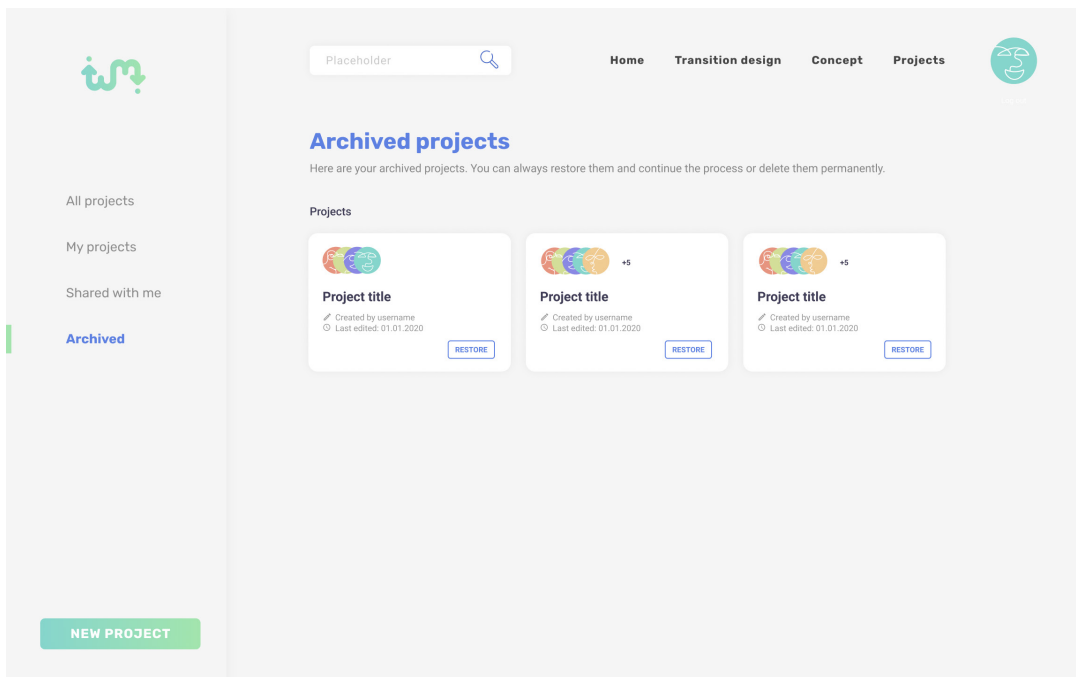 Placeholder
Home
Transition design
Concept
Projects
Archived projects
Here are your archived projects. You can always restore them and continue the process or delete them permanently.
All projects
My projects
Shared with me
Archived
Projects
Project title
Created by username
Last edited: 01.01.2020
RESTORE
+5
Project title
Created by username
Last edited: 01.01.2020
RESTORE
+5
Project title
Created by username
Last edited: 01.01.2020
RESTORE
NEW PROJECT